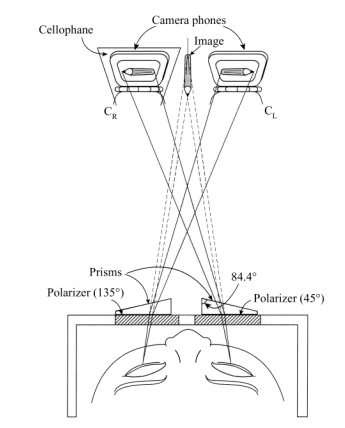 Camera phones
Cellophane
Image
C_R
C_L
Prisms
84.4°
Polarizer (135°)
Polarizer (45°)